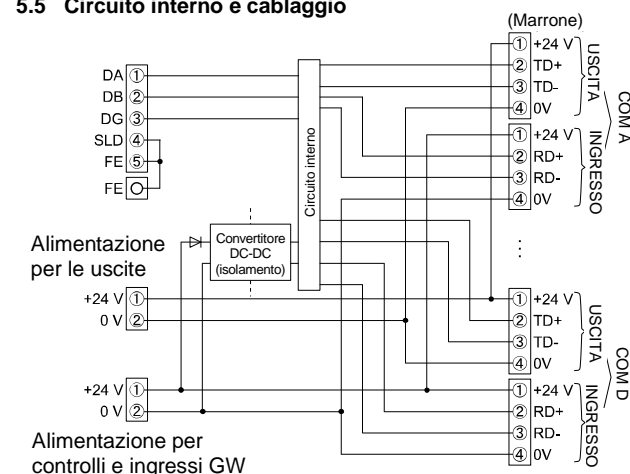 5.5 Circuito interno e cablaggio
(Marrone)
DA ①
DB ②
DG ③
SLD ④
FE ⑤
FE
Circuito interno
Convertitore
DC-DC
(isolamento)
Alimentazione
per le uscite
+24 V ①
0 V ②
+24 V ①
0 V ②
Alimentazione per
controlli e ingressi GW
① +24 V
② TD+
③ TD-
④ 0V
USCITA
① +24 V
② RD+
③ RD-
④ 0V
INGRESSO
COM A
① +24 V
② TD+
③ TD-
④ 0V
USCITA
① +24 V
② RD+
③ RD-
④ 0V
INGRESSO
COM D